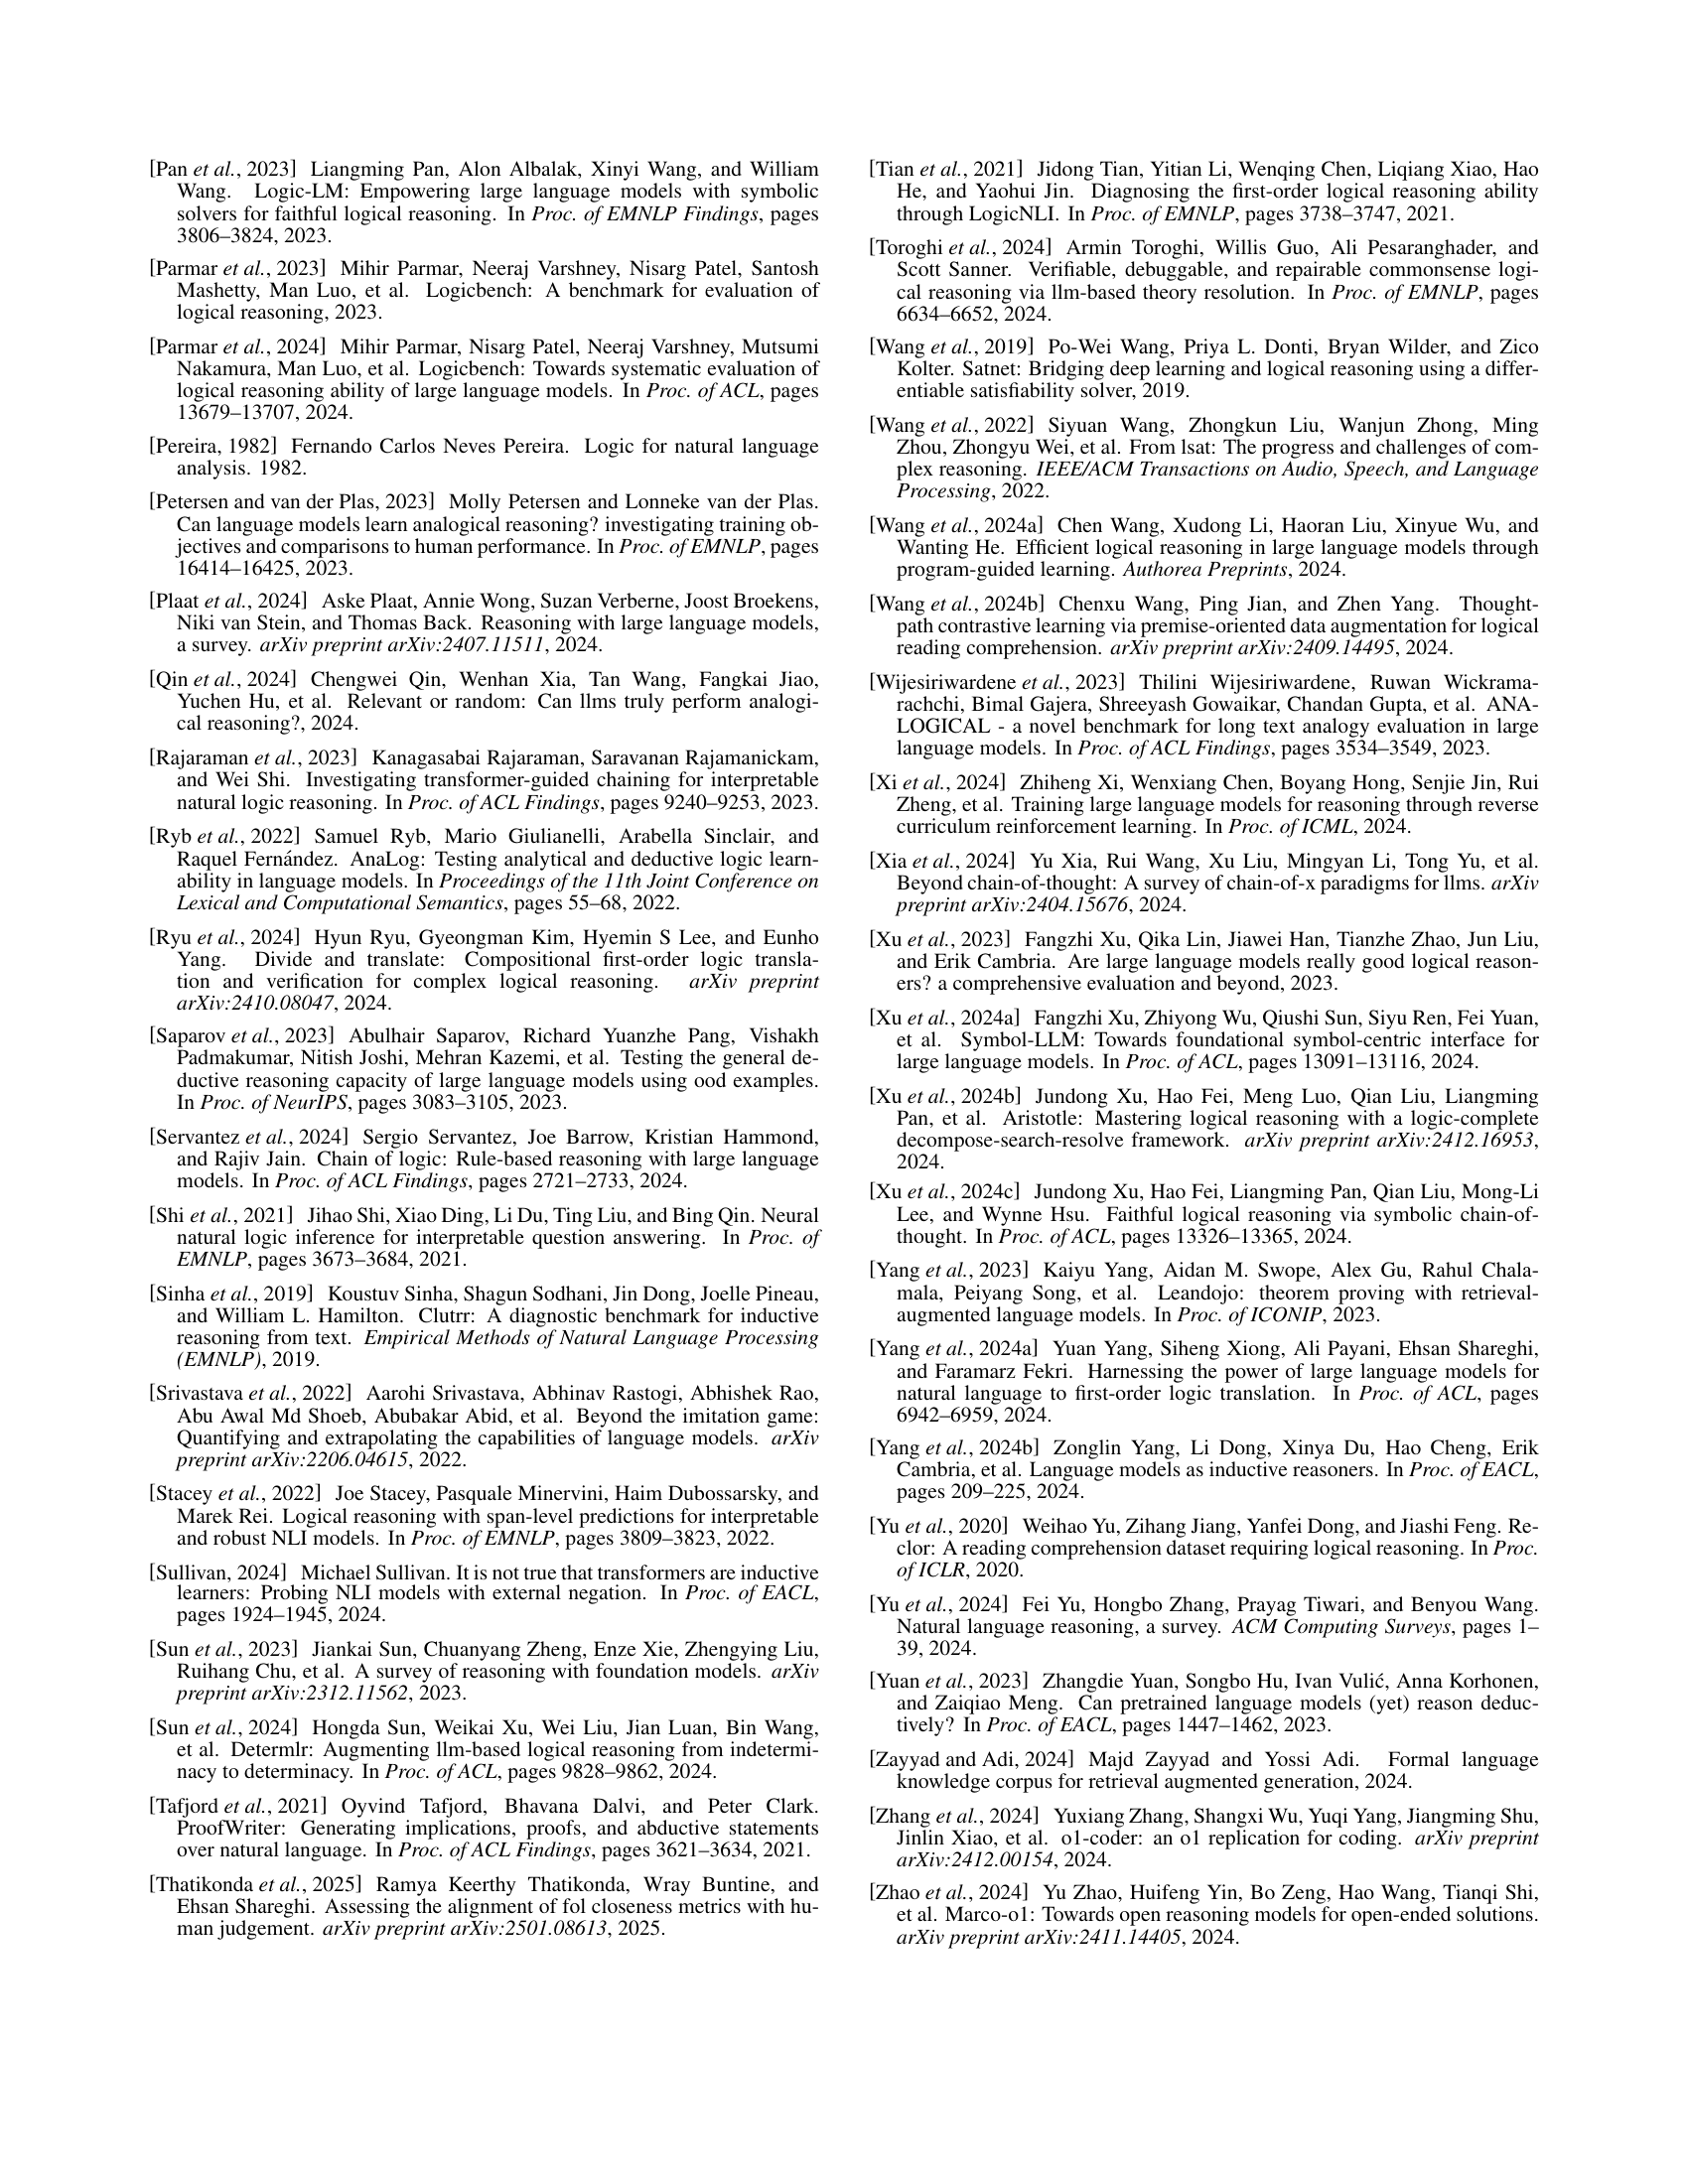 [Pan et al., 2023] Liangming Pan, Alon Albalak, Xinyi Wang, and William
Wang. Logic-LM: Empowering large language models with symbolic
solvers for faithful logical reasoning. In Proc. of EMNLP Findings, pages
3806–3824, 2023.
[Parmar et al., 2023] Mihir Parmar, Neeraj Varshney, Nisarg Patel, Santosh
Mashetty, Man Luo, et al. Logicbench: A benchmark for evaluation of
logical reasoning, 2023.
[Parmar et al., 2024] Mihir Parmar, Nisarg Patel, Neeraj Varshney, Mutsumi
Nakamura, Man Luo, et al. Logicbench: Towards systematic evaluation of
logical reasoning ability of large language models. In Proc. of ACL, pages
13679–13707, 2024.
[Pereira, 1982] Fernando Carlos Neves Pereira. Logic for natural language
analysis. 1982.
[Petersen and van der Plas, 2023] Molly Petersen and Lonneke van der Plas.
Can language models learn analogical reasoning? investigating training ob-
jectives and comparisons to human performance. In Proc. of EMNLP, pages
16414–16425, 2023.
[Plaat et al., 2024] Aske Plaat, Annie Wong, Suzan Verberne, Joost Broekens,
Niki van Stein, and Thomas Back. Reasoning with large language models,
a survey. arXiv preprint arXiv:2407.11511, 2024.
[Qin et al., 2024] Chengwei Qin, Wenhan Xia, Tan Wang, Fangkai Jiao,
Yuchen Hu, et al. Relevant or random: Can llms truly perform analogi-
cal reasoning?, 2024.
[Rajaraman et al., 2023] Kanagasabai Rajaraman, Saravanan Rajamanickam,
and Wei Shi. Investigating transformer-guided chaining for interpretable
natural logic reasoning. In Proc. of ACL Findings, pages 9240–9253, 2023.
[Ryb et al., 2022] Samuel Ryb, Mario Giulianelli, Arabella Sinclair, and
Raquel Fernández. AnaLog: Testing analytical and deductive logic learn-
ability in language models. In Proceedings of the 11th Joint Conference on
Lexical and Computational Semantics, pages 55–68, 2022.
[Ryu et al., 2024] Hyun Ryu, Gyeongman Kim, Hyemin S Lee, and Eunho
Yang. Divide and translate: Compositional first-order logic transla-
tion and verification for complex logical reasoning. arXiv preprint
arXiv:2410.08047, 2024.
[Saparov et al., 2023] Abulhair Saparov, Richard Yuanzhe Pang, Vishakh
Padmakumar, Nitish Joshi, Mehran Kazemi, et al. Testing the general de-
ductive reasoning capacity of large language models using ood examples.
In Proc. of NeurIPS, pages 3083–3105, 2023.
[Servantez et al., 2024] Sergio Servantez, Joe Barrow, Kristian Hammond,
and Rajiv Jain. Chain of logic: Rule-based reasoning with large language
models. In Proc. of ACL Findings, pages 2721–2733, 2024.
[Shi et al., 2021] Jihao Shi, Xiao Ding, Li Du, Ting Liu, and Bing Qin. Neural
natural logic inference for interpretable question answering. In Proc. of
EMNLP, pages 3673–3684, 2021.
[Sinha et al., 2019] Koustuv Sinha, Shagun Sodhani, Jin Dong, Joelle Pineau,
and William L. Hamilton. Clutrr: A diagnostic benchmark for inductive
reasoning from text. Empirical Methods of Natural Language Processing
(EMNLP), 2019.
[Srivastava et al., 2022] Aarohi Srivastava, Abhinav Rastogi, Abhishek Rao,
Abu Awal Md Shoeb, Abubakar Abid, et al. Beyond the imitation game:
Quantifying and extrapolating the capabilities of language models. arXiv
preprint arXiv:2206.04615, 2022.
[Stacey et al., 2022] Joe Stacey, Pasquale Minervini, Haim Dubossarsky, and
Marek Rei. Logical reasoning with span-level predictions for interpretable
and robust NLI models. In Proc. of EMNLP, pages 3809–3823, 2022.
[Sullivan, 2024] Michael Sullivan. It is not true that transformers are inductive
learners: Probing NLI models with external negation. In Proc. of EACL,
pages 1924–1945, 2024.
[Sun et al., 2023] Jiankai Sun, Chuanyang Zheng, Enze Xie, Zhengying Liu,
Ruihang Chu, et al. A survey of reasoning with foundation models. arXiv
preprint arXiv:2312.11562, 2023.
[Sun et al., 2024] Hongda Sun, Weikai Xu, Wei Liu, Jian Luan, Bin Wang,
et al. Determlr: Augmenting llm-based logical reasoning from indetermi-
nacy to determinacy. In Proc. of ACL, pages 9828–9862, 2024.
[Tafjord et al., 2021] Oyvind Tafjord, Bhavana Dalvi, and Peter Clark.
ProofWriter: Generating implications, proofs, and abductive statements
over natural language. In Proc. of ACL Findings, pages 3621–3634, 2021.
[Thatikonda et al., 2025] Ramya Keerthy Thatikonda, Wray Buntine, and
Ehsan Shareghi. Assessing the alignment of fol closeness metrics with hu-
man judgement. arXiv preprint arXiv:2501.08613, 2025.
[Tian et al., 2021] Jidong Tian, Yitian Li, Wenqing Chen, Liqiang Xiao, Hao
He, and Yaohui Jin. Diagnosing the first-order logical reasoning ability
through LogicNLI. In Proc. of EMNLP, pages 3738–3747, 2021.
[Toroghi et al., 2024] Armin Toroghi, Willis Guo, Ali Pesaranghader, and
Scott Sanner. Verifiable, debuggable, and repairable commonsense logi-
cal reasoning via llm-based theory resolution. In Proc. of EMNLP, pages
6634–6652, 2024.
[Wang et al., 2019] Po-Wei Wang, Priya L. Donti, Bryan Wilder, and Zico
Kolter. Satnet: Bridging deep learning and logical reasoning using a differ-
entiable satisfiability solver, 2019.
[Wang et al., 2022] Siyuan Wang, Zhongkun Liu, Wanjun Zhong, Ming
Zhou, Zhongyu Wei, et al. From lsat: The progress and challenges of com-
plex reasoning. IEEE/ACM Transactions on Audio, Speech, and Language
Processing, 2022.
[Wang et al., 2024a] Chen Wang, Xudong Li, Haoran Liu, Xinyue Wu, and
Wanting He. Efficient logical reasoning in large language models through
program-guided learning. Authorea Preprints, 2024.
[Wang et al., 2024b] Chenxu Wang, Ping Jian, and Zhen Yang. Thought-
path contrastive learning via premise-oriented data augmentation for logical
reading comprehension. arXiv preprint arXiv:2409.14495, 2024.
[Wijesiriwardene et al., 2023] Thilini Wijesiriwardene, Ruwan Wickrama-
rachchi, Bimal Gajera, Shreeyash Gowaikar, Chandan Gupta, et al. ANA-
LOGICAL - a novel benchmark for long text analogy evaluation in large
language models. In Proc. of ACL Findings, pages 3534–3549, 2023.
[Xi et al., 2024] Zhiheng Xi, Wenxiang Chen, Boyang Hong, Senjie Jin, Rui
Zheng, et al. Training large language models for reasoning through reverse
curriculum reinforcement learning. In Proc. of ICML, 2024.
[Xia et al., 2024] Yu Xia, Rui Wang, Xu Liu, Mingyan Li, Tong Yu, et al.
Beyond chain-of-thought: A survey of chain-of-x paradigms for llms. arXiv
preprint arXiv:2404.15676, 2024.
[Xu et al., 2023] Fangzhi Xu, Qika Lin, Jiawei Han, Tianzhe Zhao, Jun Liu,
and Erik Cambria. Are large language models really good logical reason-
ers? a comprehensive evaluation and beyond, 2023.
[Xu et al., 2024a] Fangzhi Xu, Zhiyong Wu, Qiushi Sun, Siyu Ren, Fei Yuan,
et al. Symbol-LLM: Towards foundational symbol-centric interface for
large language models. In Proc. of ACL, pages 13091–13116, 2024.
[Xu et al., 2024b] Jundong Xu, Hao Fei, Meng Luo, Qian Liu, Liangming
Pan, et al. Aristotle: Mastering logical reasoning with a logic-complete
decompose-search-resolve framework. arXiv preprint arXiv:2412.16953,
2024.
[Xu et al., 2024c] Jundong Xu, Hao Fei, Liangming Pan, Qian Liu, Mong-Li
Lee, and Wynne Hsu. Faithful logical reasoning via symbolic chain-of-
thought. In Proc. of ACL, pages 13326–13365, 2024.
[Yang et al., 2023] Kaiyu Yang, Aidan M. Swope, Alex Gu, Rahul Chala-
mala, Peiyang Song, et al. Leandojo: theorem proving with retrieval-
augmented language models. In Proc. of ICONIP, 2023.
[Yang et al., 2024a] Yuan Yang, Siheng Xiong, Ali Payani, Ehsan Shareghi,
and Faramarz Fekri. Harnessing the power of large language models for
natural language to first-order logic translation. In Proc. of ACL, pages
6942–6959, 2024.
[Yang et al., 2024b] Zonglin Yang, Li Dong, Xinya Du, Hao Cheng, Erik
Cambria, et al. Language models as inductive reasoners. In Proc. of EACL,
pages 209–225, 2024.
[Yu et al., 2020] Weihao Yu, Zihang Jiang, Yanfei Dong, and Jiashi Feng. Re-
clor: A reading comprehension dataset requiring logical reasoning. In Proc.
of ICLR, 2020.
[Yu et al., 2024] Fei Yu, Hongbo Zhang, Prayag Tiwari, and Benyou Wang.
Natural language reasoning, a survey. ACM Computing Surveys, pages 1–
39, 2024.
[Yuan et al., 2023] Zhangdie Yuan, Songbo Hu, Ivan Vulić, Anna Korhonen,
and Zaiqiao Meng. Can pretrained language models (yet) reason deduc-
tively? In Proc. of EACL, pages 1447–1462, 2023.
[Zayyad and Adi, 2024] Majd Zayyad and Yossi Adi. Formal language
knowledge corpus for retrieval augmented generation, 2024.
[Zhang et al., 2024] Yuxiang Zhang, Shangxi Wu, Yuqi Yang, Jiangming Shu,
Jinlin Xiao, et al. o1-coder: an o1 replication for coding. arXiv preprint
arXiv:2412.00154, 2024.
[Zhao et al., 2024] Yu Zhao, Huifeng Yin, Bo Zeng, Hao Wang, Tianqi Shi,
et al. Marco-o1: Towards open reasoning models for open-ended solutions.
arXiv preprint arXiv:2411.14405, 2024.